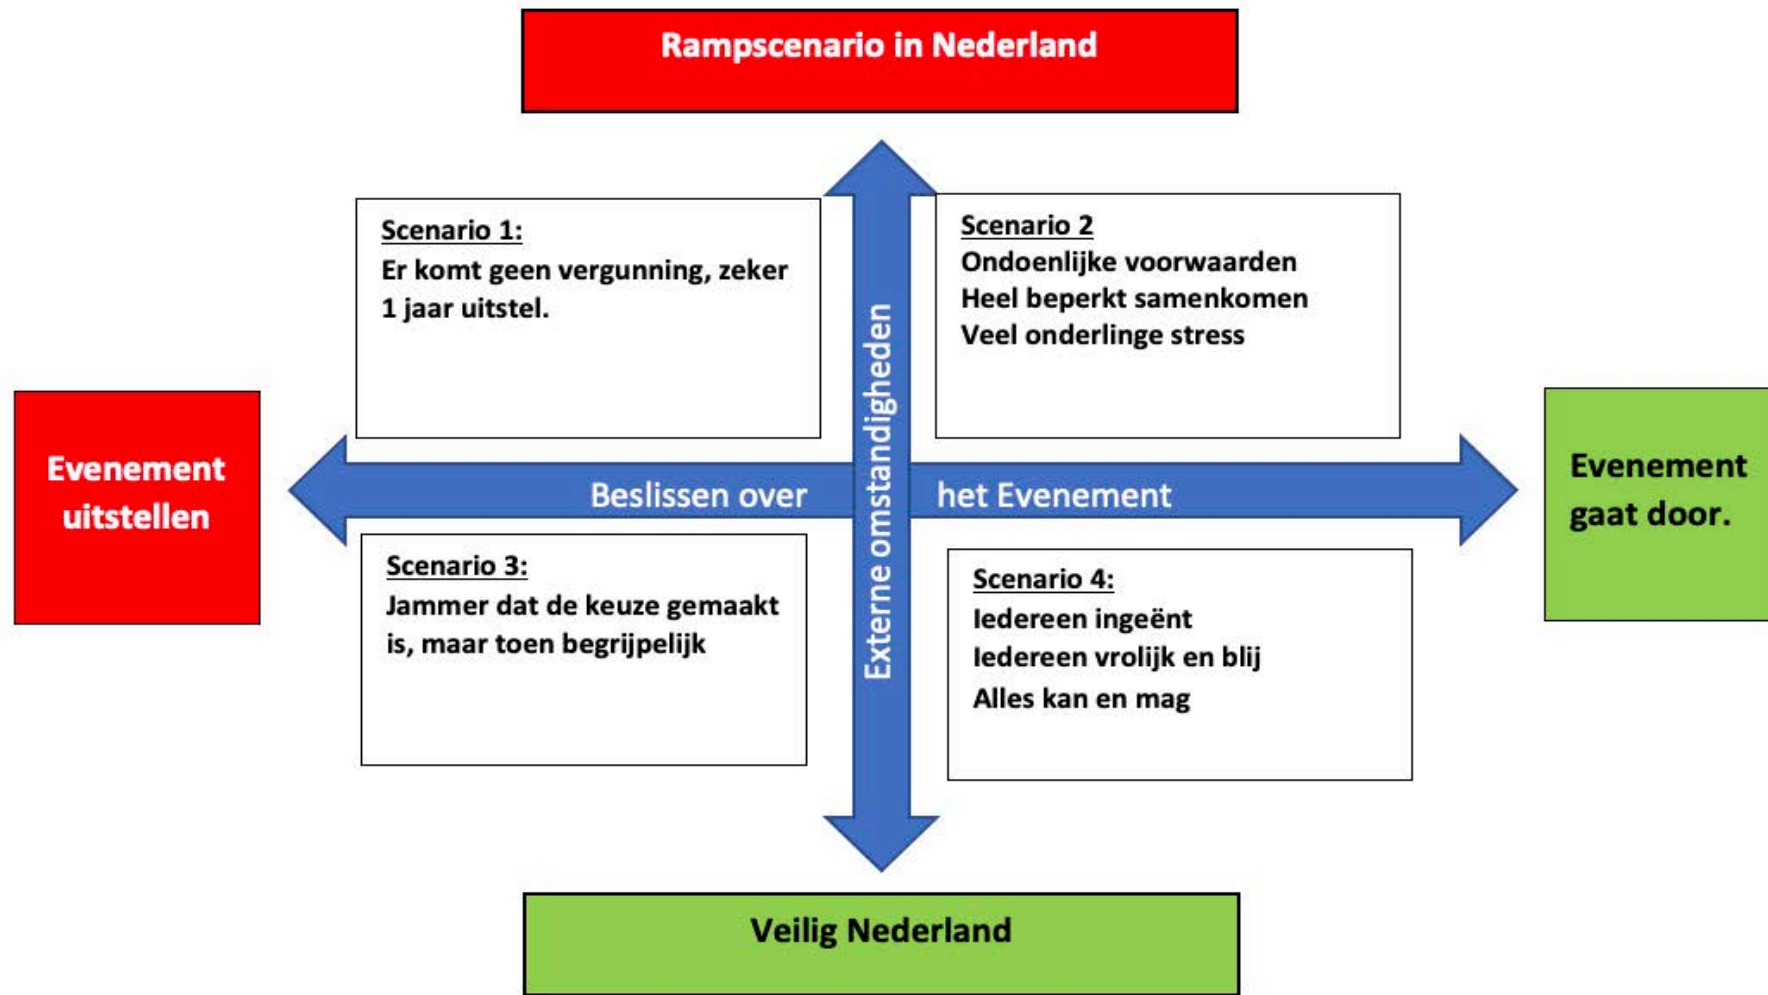 Rampscenario in Nederland
Scenario 1:
Er komt geen vergunning, zeker
1 jaar uitstel.
Scenario 2
Ondoenlijke voorwaarden
Heel beperkt samenkomen
Veel onderlinge stress
Evenement
uitstellen
Beslissen over het Evenement
Externe omstandigheden
Evenement
gaat door.
Scenario 3:
Jammer dat de keuze gemaakt
is, maar toen begrijpelijk
Scenario 4:
Iedereen ingeënt
Iedereen vrolijk en blij
Alles kan en mag
Veilig Nederland